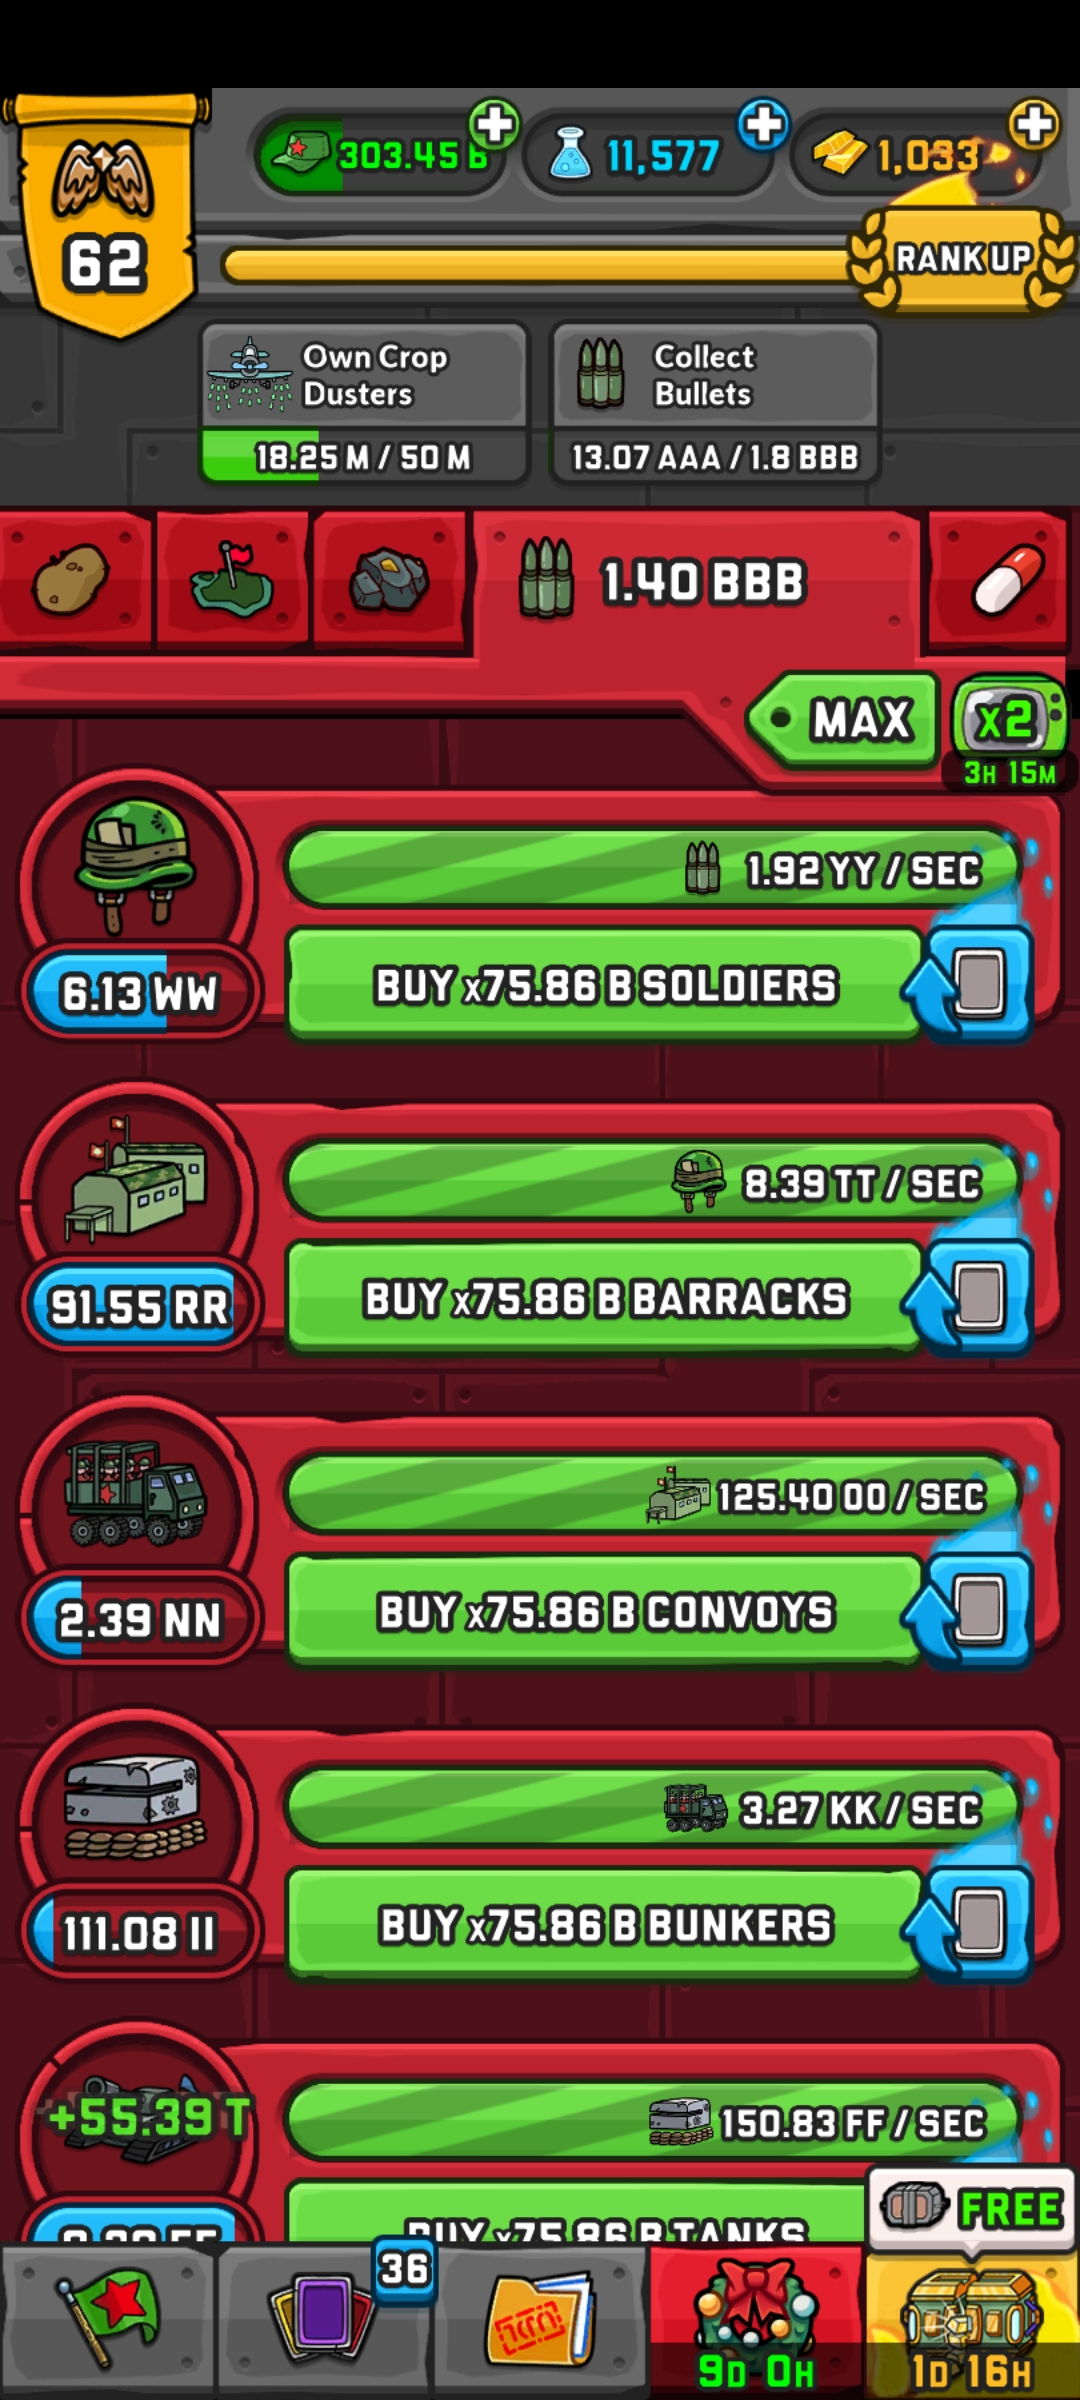 303.45 B
11,577
1,033
62
RANK UP
Own Crop
Dusters
18.25 M / 50 M
Collect
Bullets
13.07 AAA / 1.8 BBB
1.40 BBB
MAX
x2
3H 15M
1.92 YY / SEC
6.13 WW
BUY x75.86 B SOLDIERS
8.39 TT / SEC
91.55 RR
BUY x75.86 B BARRACKS
125.40 OO / SEC
2.39 NN
BUY x75.86 B CONVOYS
3.27 KK / SEC
111.08 II
BUY x75.86 B BUNKERS
+55.39 T
150.83 FF / SEC
BUY x75.86 B TANKS
FREE
36
9D 0H
1D 16H